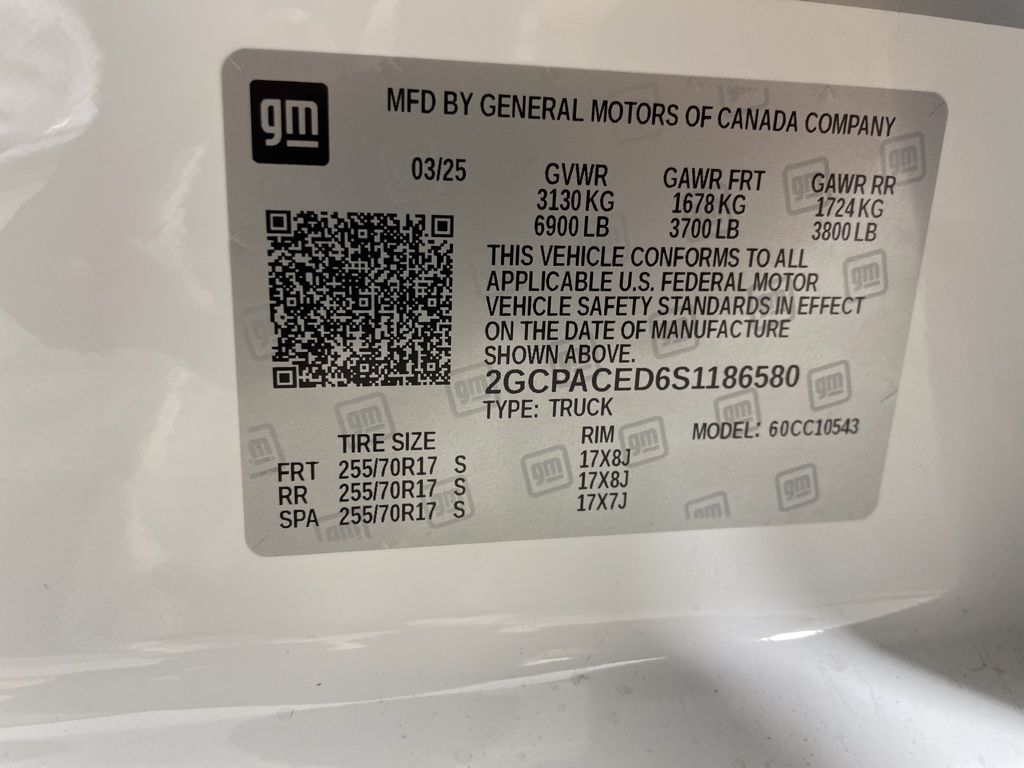 gm
MFD BY GENERAL MOTORS OF CANADA COMPANY
03/25 GVWR GAWR FRT GAWR RR
3130 KG 1678 KG 1724 KG
6900 LB 3700 LB 3800 LB
THIS VEHICLE CONFORMS TO ALL
APPLICABLE U.S. FEDERAL MOTOR
VEHICLE SAFETY STANDARDS IN EFFECT
ON THE DATE OF MANUFACTURE
SHOWN ABOVE.
2GCPACED6S1186580
TYPE: TRUCK
MODEL: 60CC10543
TIRE SIZE RIM
FRT 255/70R17 S 17X8J
RR 255/70R17 S 17X8J
SPA 255/70R17 S 17X7J